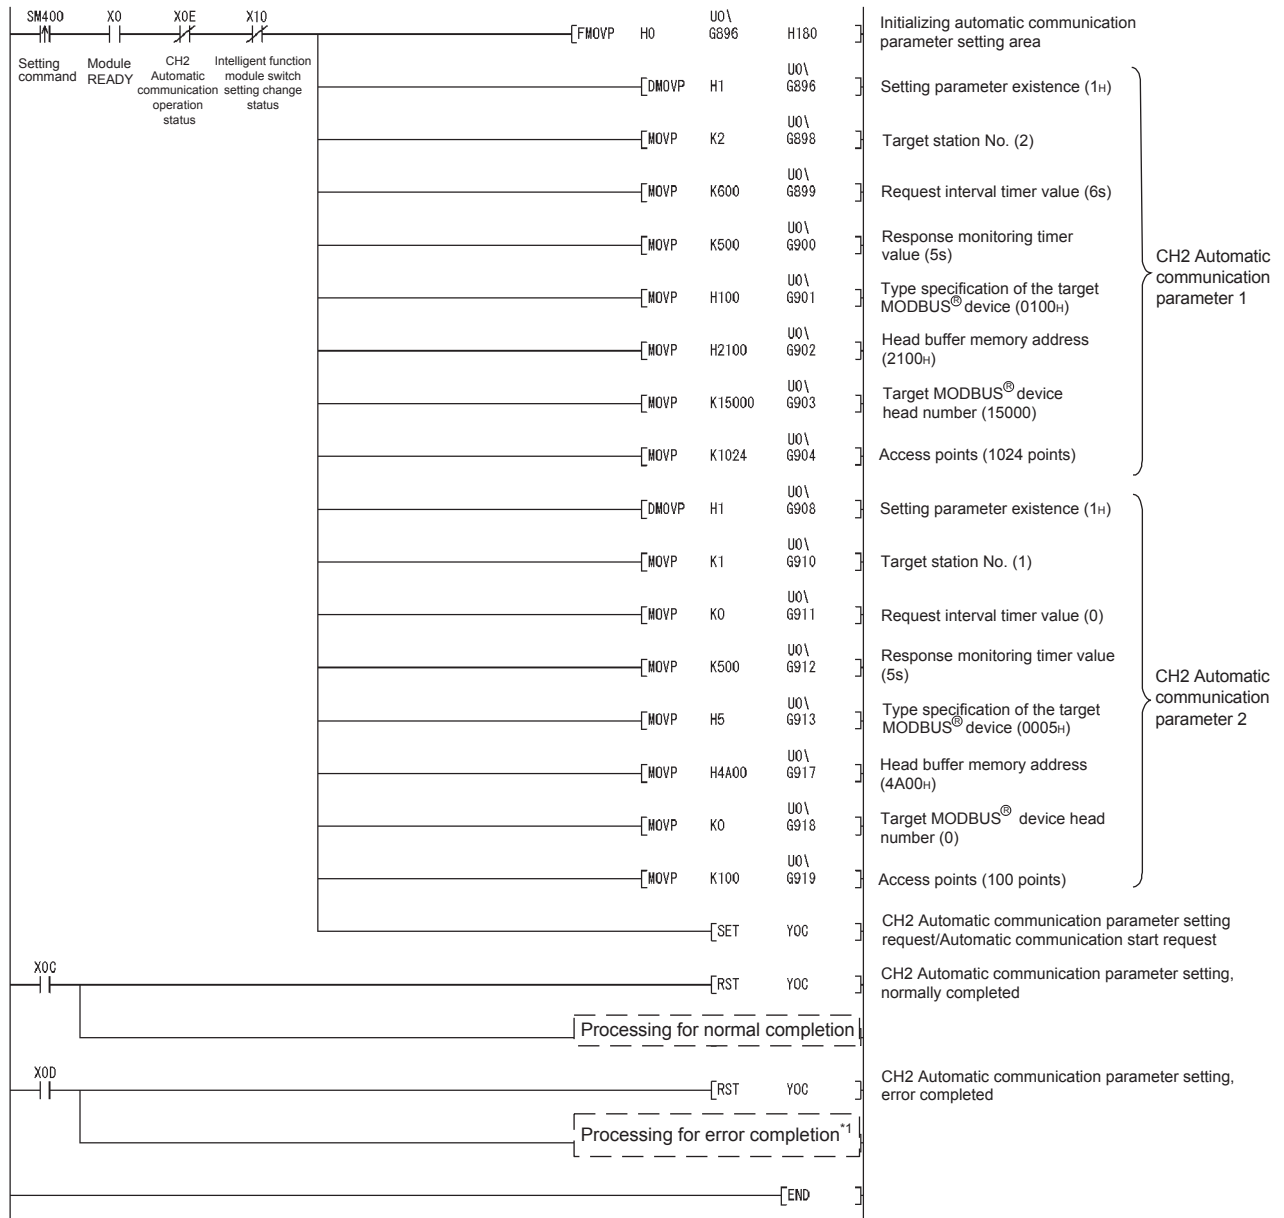 SM400 X0 X0E X10
Setting command
Module READY
CH2 Automatic communication operation status
Intelligent function module switch setting change status
U0\
FMOVP H0 G896 H180
Initializing automatic communication
parameter setting area
U0\
DMOVP H1 G896
Setting parameter existence (1H)
U0\
MOVP K2 G898
Target station No. (2)
U0\
MOVP K600 G899
Request interval timer value (6s)
U0\
MOVP K500 G900
Response monitoring timer
value (5s)
U0\
MOVP H100 G901
Type specification of the target
MODBUS® device (0100H)
U0\
MOVP H2100 G902
Head buffer memory address
(2100H)
U0\
MOVP K15000 G903
Target MODBUS® device
head number (15000)
U0\
MOVP K1024 G904
Access points (1024 points)
CH2 Automatic
communication
parameter 1
U0\
DMOVP H1 G908
Setting parameter existence (1H)
U0\
MOVP K1 G910
Target station No. (1)
U0\
MOVP K0 G911
Request interval timer value (0)
U0\
MOVP K500 G912
Response monitoring timer value
(5s)
U0\
MOVP H5 G913
Type specification of the target
MODBUS® device (0005H)
U0\
MOVP H4A00 G917
Head buffer memory address
(4A00H)
U0\
MOVP K0 G918
Target MODBUS® device head
number (0)
U0\
MOVP K100 G919
Access points (100 points)
CH2 Automatic
communication
parameter 2
SET Y0C
CH2 Automatic communication parameter setting
request/Automatic communication start request
X0C
RST Y0C
CH2 Automatic communication parameter setting,
normally completed
Processing for normal completion
X0D
RST Y0C
CH2 Automatic communication parameter setting,
error completed
Processing for error completion*1
END